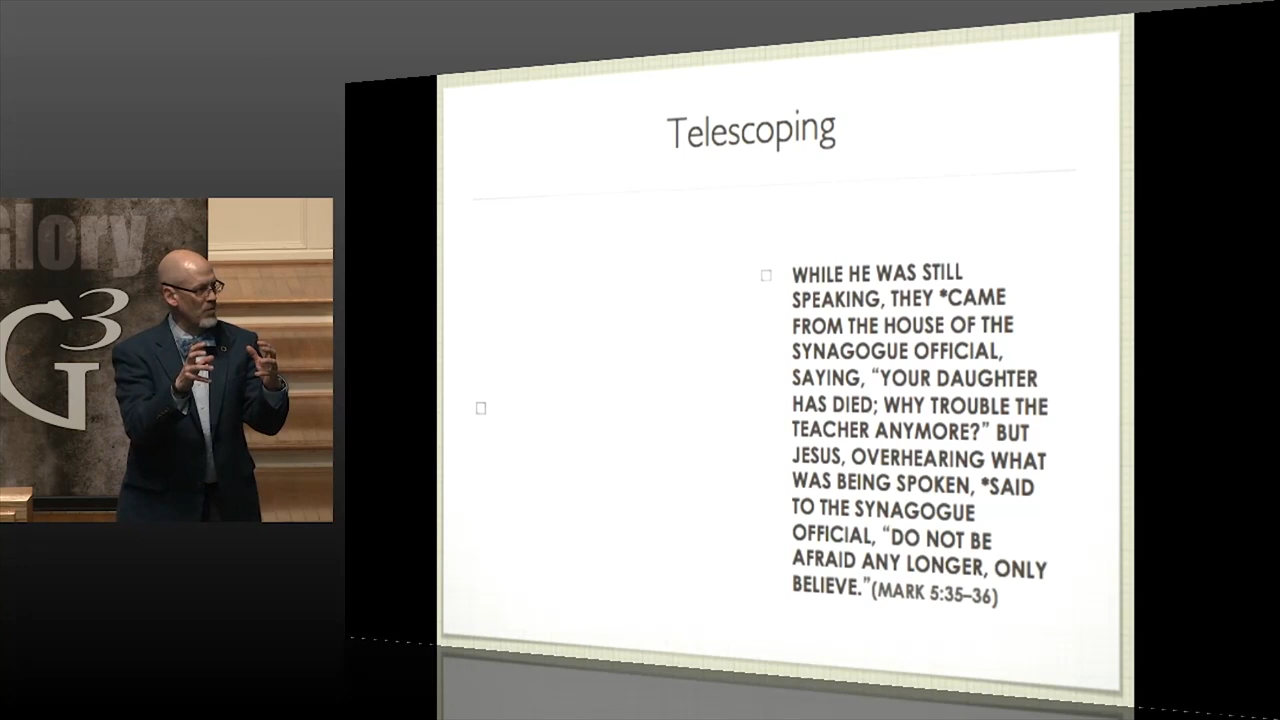 Glory
G3
Telescoping
WHILE HE WAS STILL
SPEAKING, THEY *CAME
FROM THE HOUSE OF THE
SYNAGOGUE OFFICIAL,
SAYING, “YOUR DAUGHTER
HAS DIED; WHY TROUBLE THE
TEACHER ANYMORE?” BUT
JESUS, OVERHEARING WHAT
WAS BEING SPOKEN, *SAID
TO THE SYNAGOGUE
OFFICIAL, “DO NOT BE
AFRAID ANY LONGER, ONLY
BELIEVE.”(MARK 5:35–36)